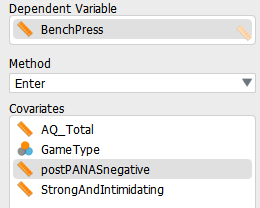 Dependent Variable
BenchPress
Method
Enter
Covariates
AQ_Total
GameType
postPANASnegative
StrongAndIntimidating